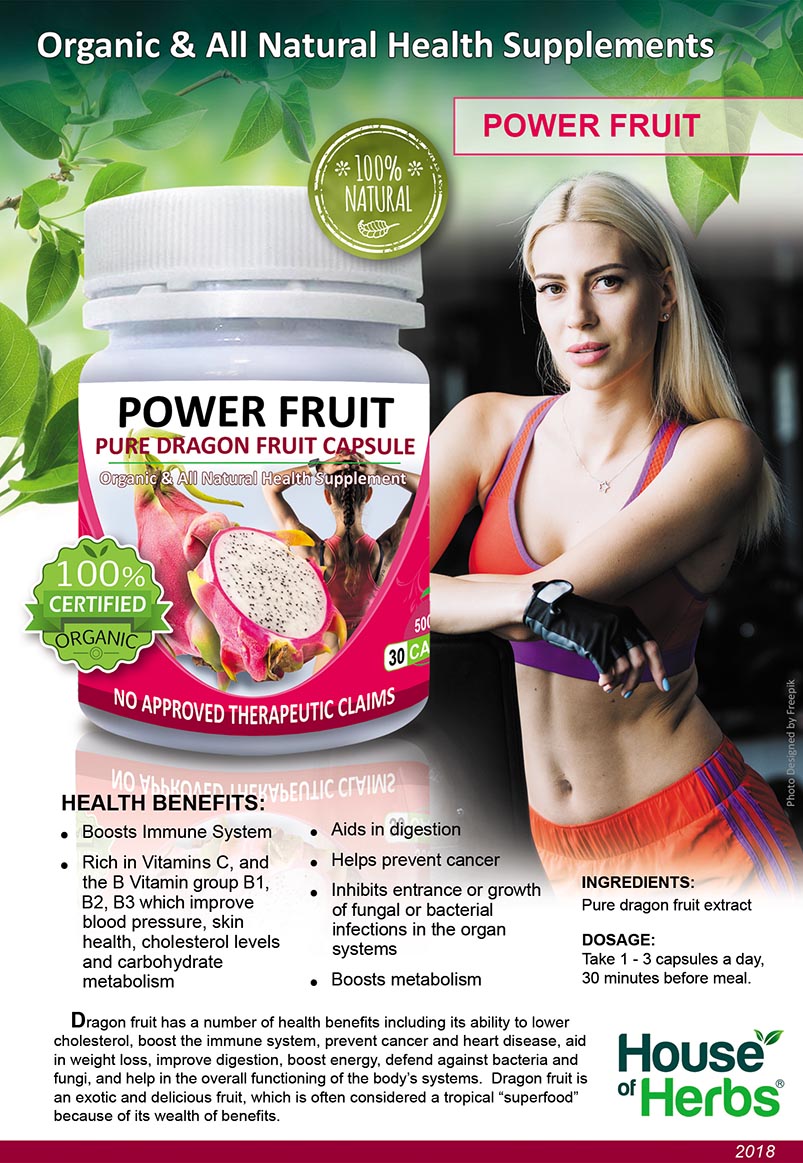 Organic & All Natural Health Supplements
POWER FRUIT
100%
NATURAL
POWER FRUIT
PURE DRAGON FRUIT CAPSULE
Organic & All Natural Health Supplement
100%
CERTIFIED
ORGANIC
30
NO APPROVED THERAPEUTIC CLAIMS
Photo Designed by Freepik
HEALTH BENEFITS:
• Boosts Immune System
• Rich in Vitamins C, and
the B Vitamin group B1,
B2, B3 which improve
blood pressure, skin
health, cholesterol levels
and carbohydrate
metabolism
• Aids in digestion
• Helps prevent cancer
• Inhibits entrance or growth
of fungal or bacterial
infections in the organ
systems
• Boosts metabolism
INGREDIENTS:
Pure dragon fruit extract
DOSAGE:
Take 1 - 3 capsules a day,
30 minutes before meal.
Dragon fruit has a number of health benefits including its ability to lower
cholesterol, boost the immune system, prevent cancer and heart disease, aid
in weight loss, improve digestion, boost energy, defend against bacteria and
fungi, and help in the overall functioning of the body's systems.  Dragon fruit is
an exotic and delicious fruit, which is often considered a tropical “superfood”
because of its wealth of benefits.
House
of Herbs®
2018